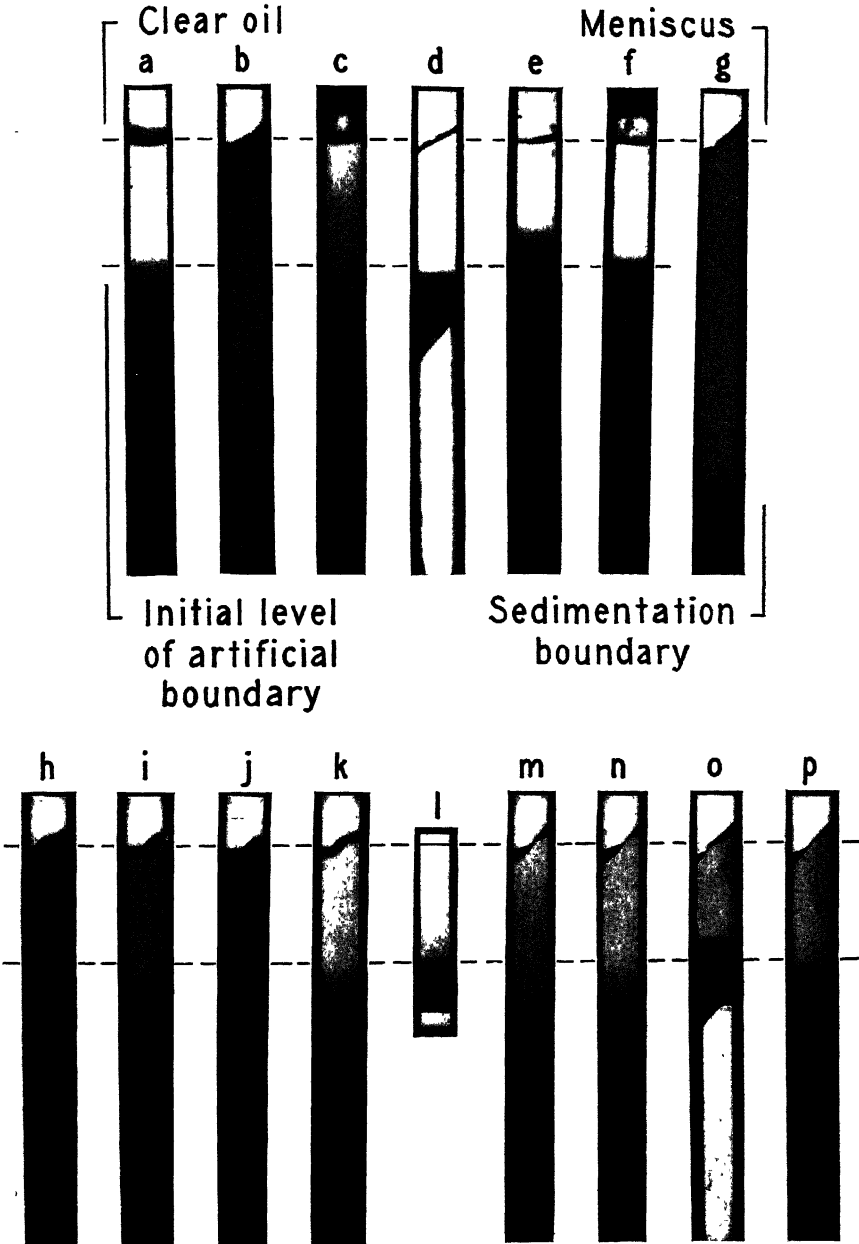 Clear oil
Meniscus
a b c d e f g
Initial level
of artificial
boundary
Sedimentation
boundary
h i j k l m n o p